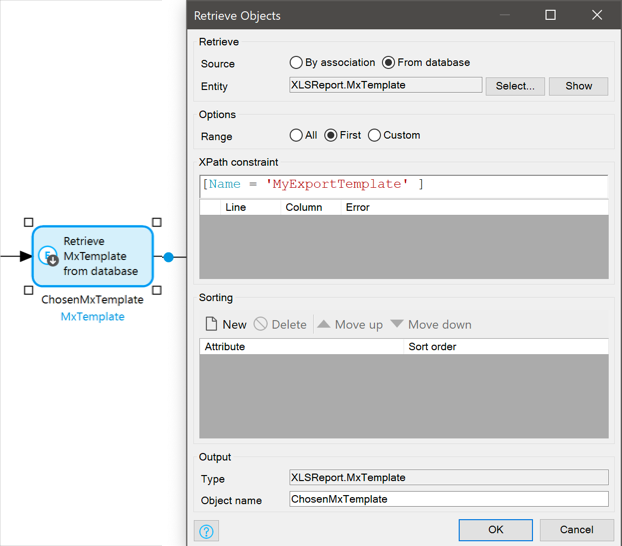 Retrieve Objects
Retrieve
Source
By association
From database
Entity
XLSReport.MxTemplate
Select...
Show
Options
Range
All
First
Custom
XPath constraint
[Name = 'MyExportTemplate' ]
Line
Column
Error
Retrieve
MxTemplate
from database
ChosenMxTemplate
MxTemplate
Sorting
New
Delete
Move up
Move down
Attribute
Sort order
Output
Type
XLSReport.MxTemplate
Object name
ChosenMxTemplate
?
OK
Cancel